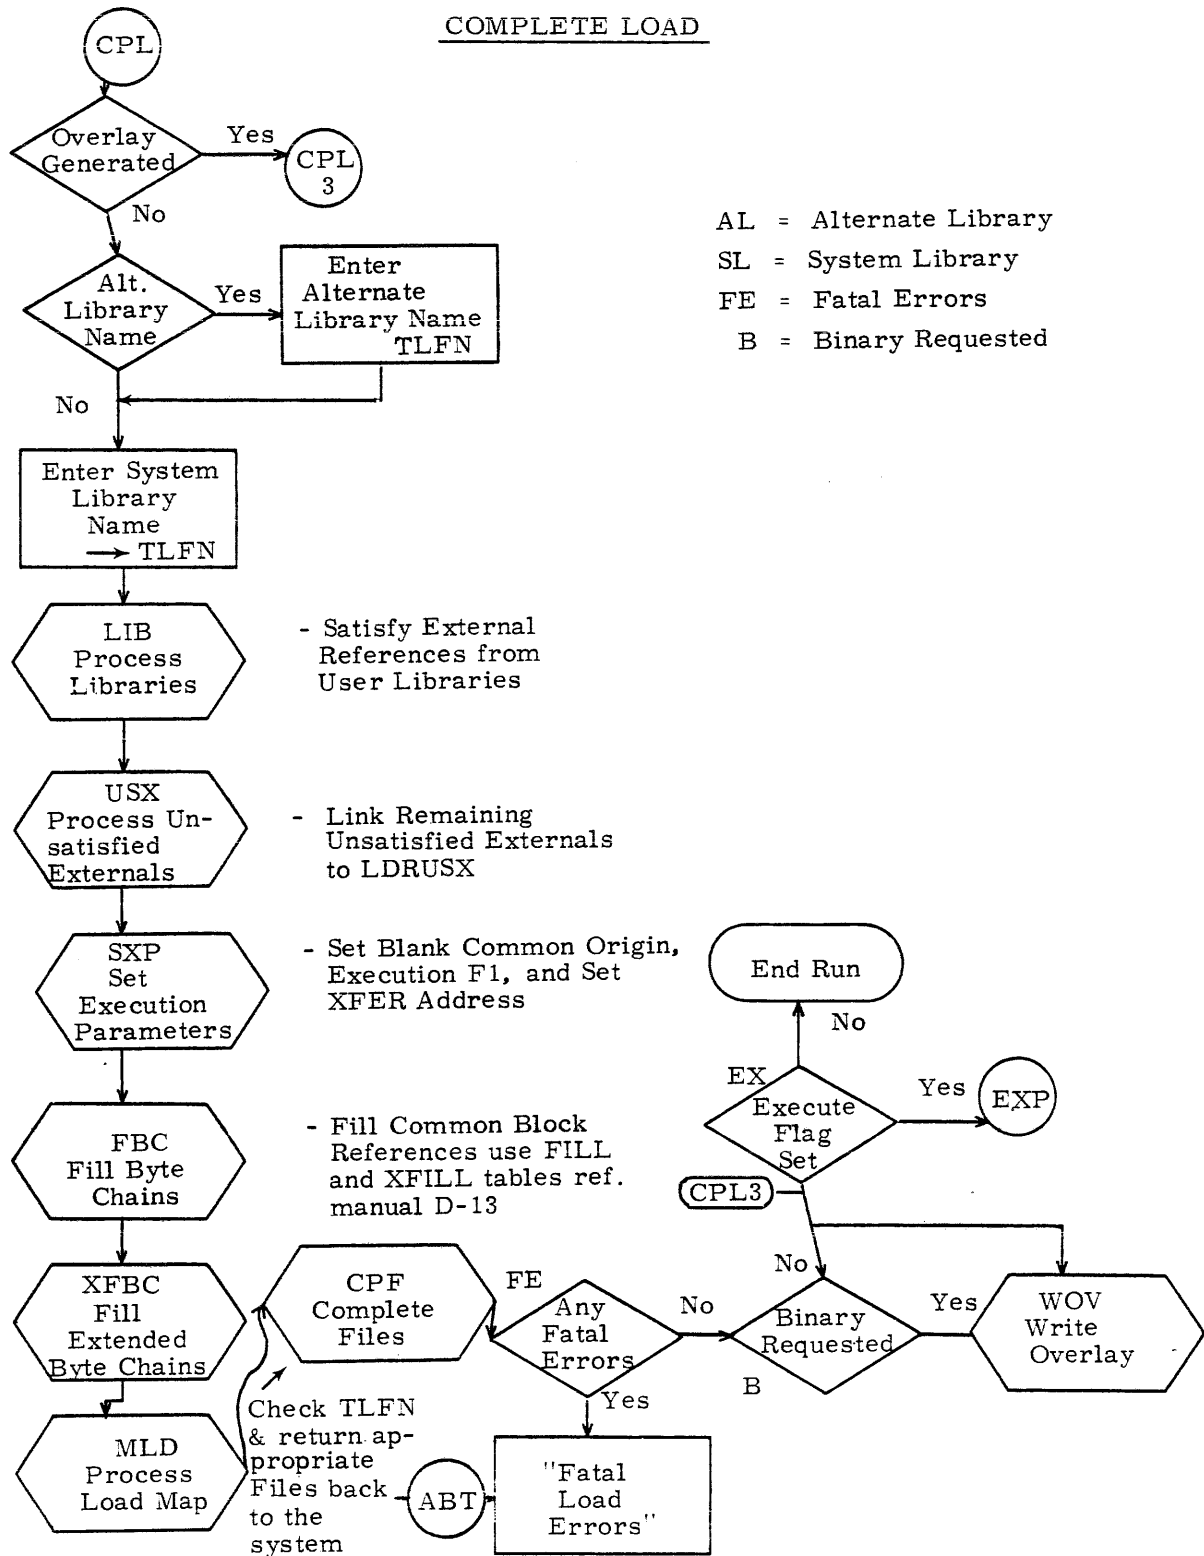 COMPLETE LOAD
CPL
Overlay
Generated
Yes
CPL
3
No
Alt.
Library
Name
Yes
Enter
Alternate
Library Name
TLFN
No
AL = Alternate Library
SL = System Library
FE = Fatal Errors
B = Binary Requested
Enter System
Library
Name
→ TLFN
LIB
Process
Libraries
- Satisfy External
References from
User Libraries
USX
Process Un-
satisfied
Externals
- Link Remaining
Unsatisfied Externals
to LDRUSX
SXP
Set
Execution
Parameters
- Set Blank Common Origin,
Execution F1, and Set
XFER Address
FBC
Fill Byte
Chains
- Fill Common Block
References use FILL
and XFILL tables ref.
manual D-13
XFBC
Fill
Extended
Byte Chains
MLD
Process
Load Map
CPF
Complete
Files
Check TLFN
& return ap-
propriate
Files back
to the
system
FE
Any
Fatal
Errors
No
Yes
ABT
"Fatal
Load
Errors"
Binary
Requested
B
No
Yes
WOV
Write
Overlay
CPL3
EX
Execute
Flag
Set
Yes
EXP
No
End Run